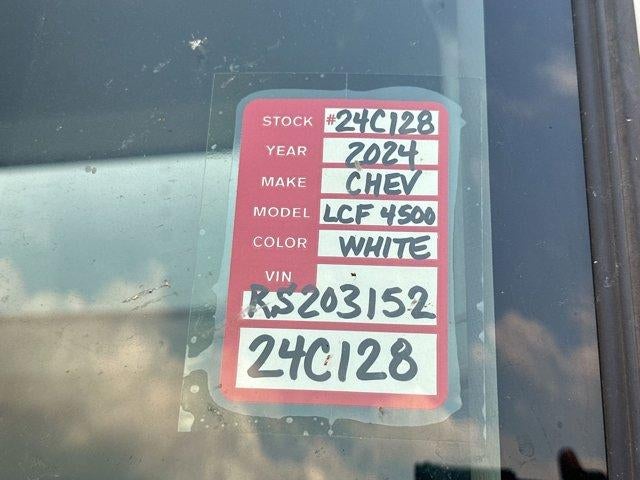 STOCK #24C128
YEAR 2024
MAKE CHEV
MODEL LCF 4500
COLOR WHITE
VIN
RS203152
24C128